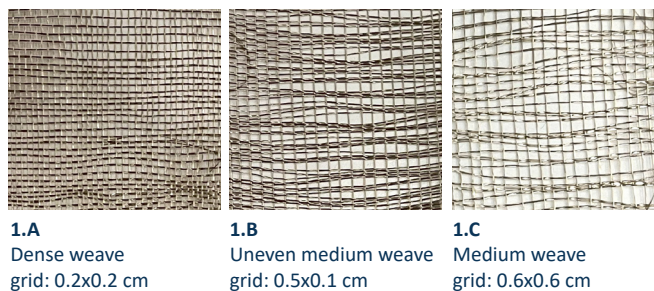 1.A
Dense weave
grid: 0.2x0.2 cm
1.B
Uneven medium weave
grid: 0.5x0.1 cm
1.C
Medium weave
grid: 0.6x0.6 cm